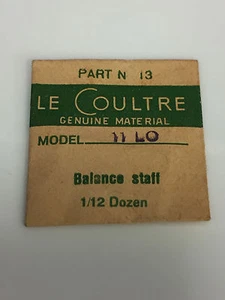 PART N 13
LE COULTRE
GENUINE MATERIAL
MODEL 11 LO
Balance staff
1/12 Dozen